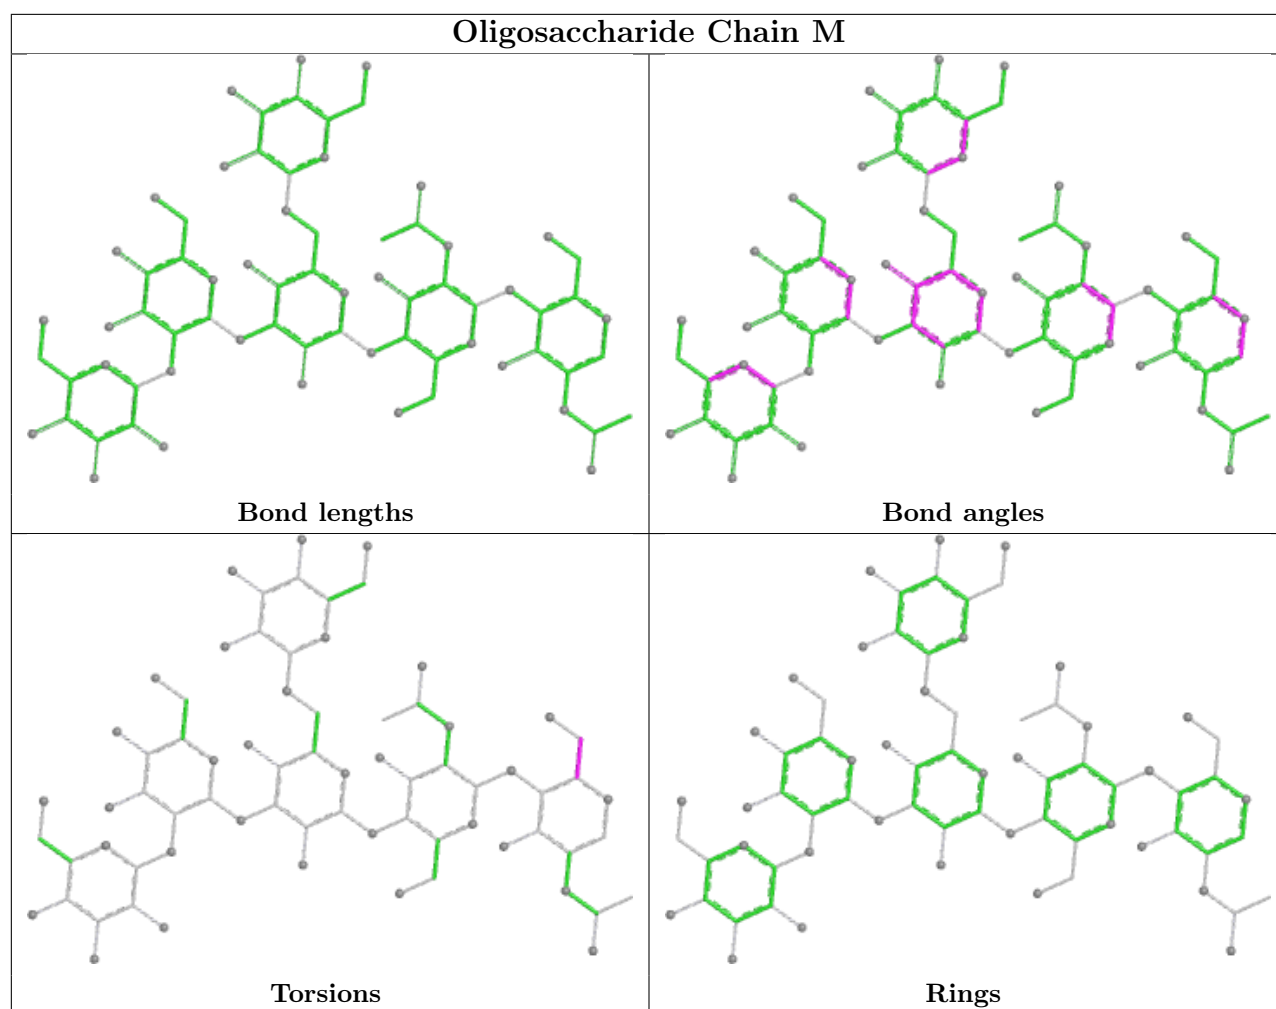 Oligosaccharide Chain M
Bond lengths
Bond angles
Torsions
Rings